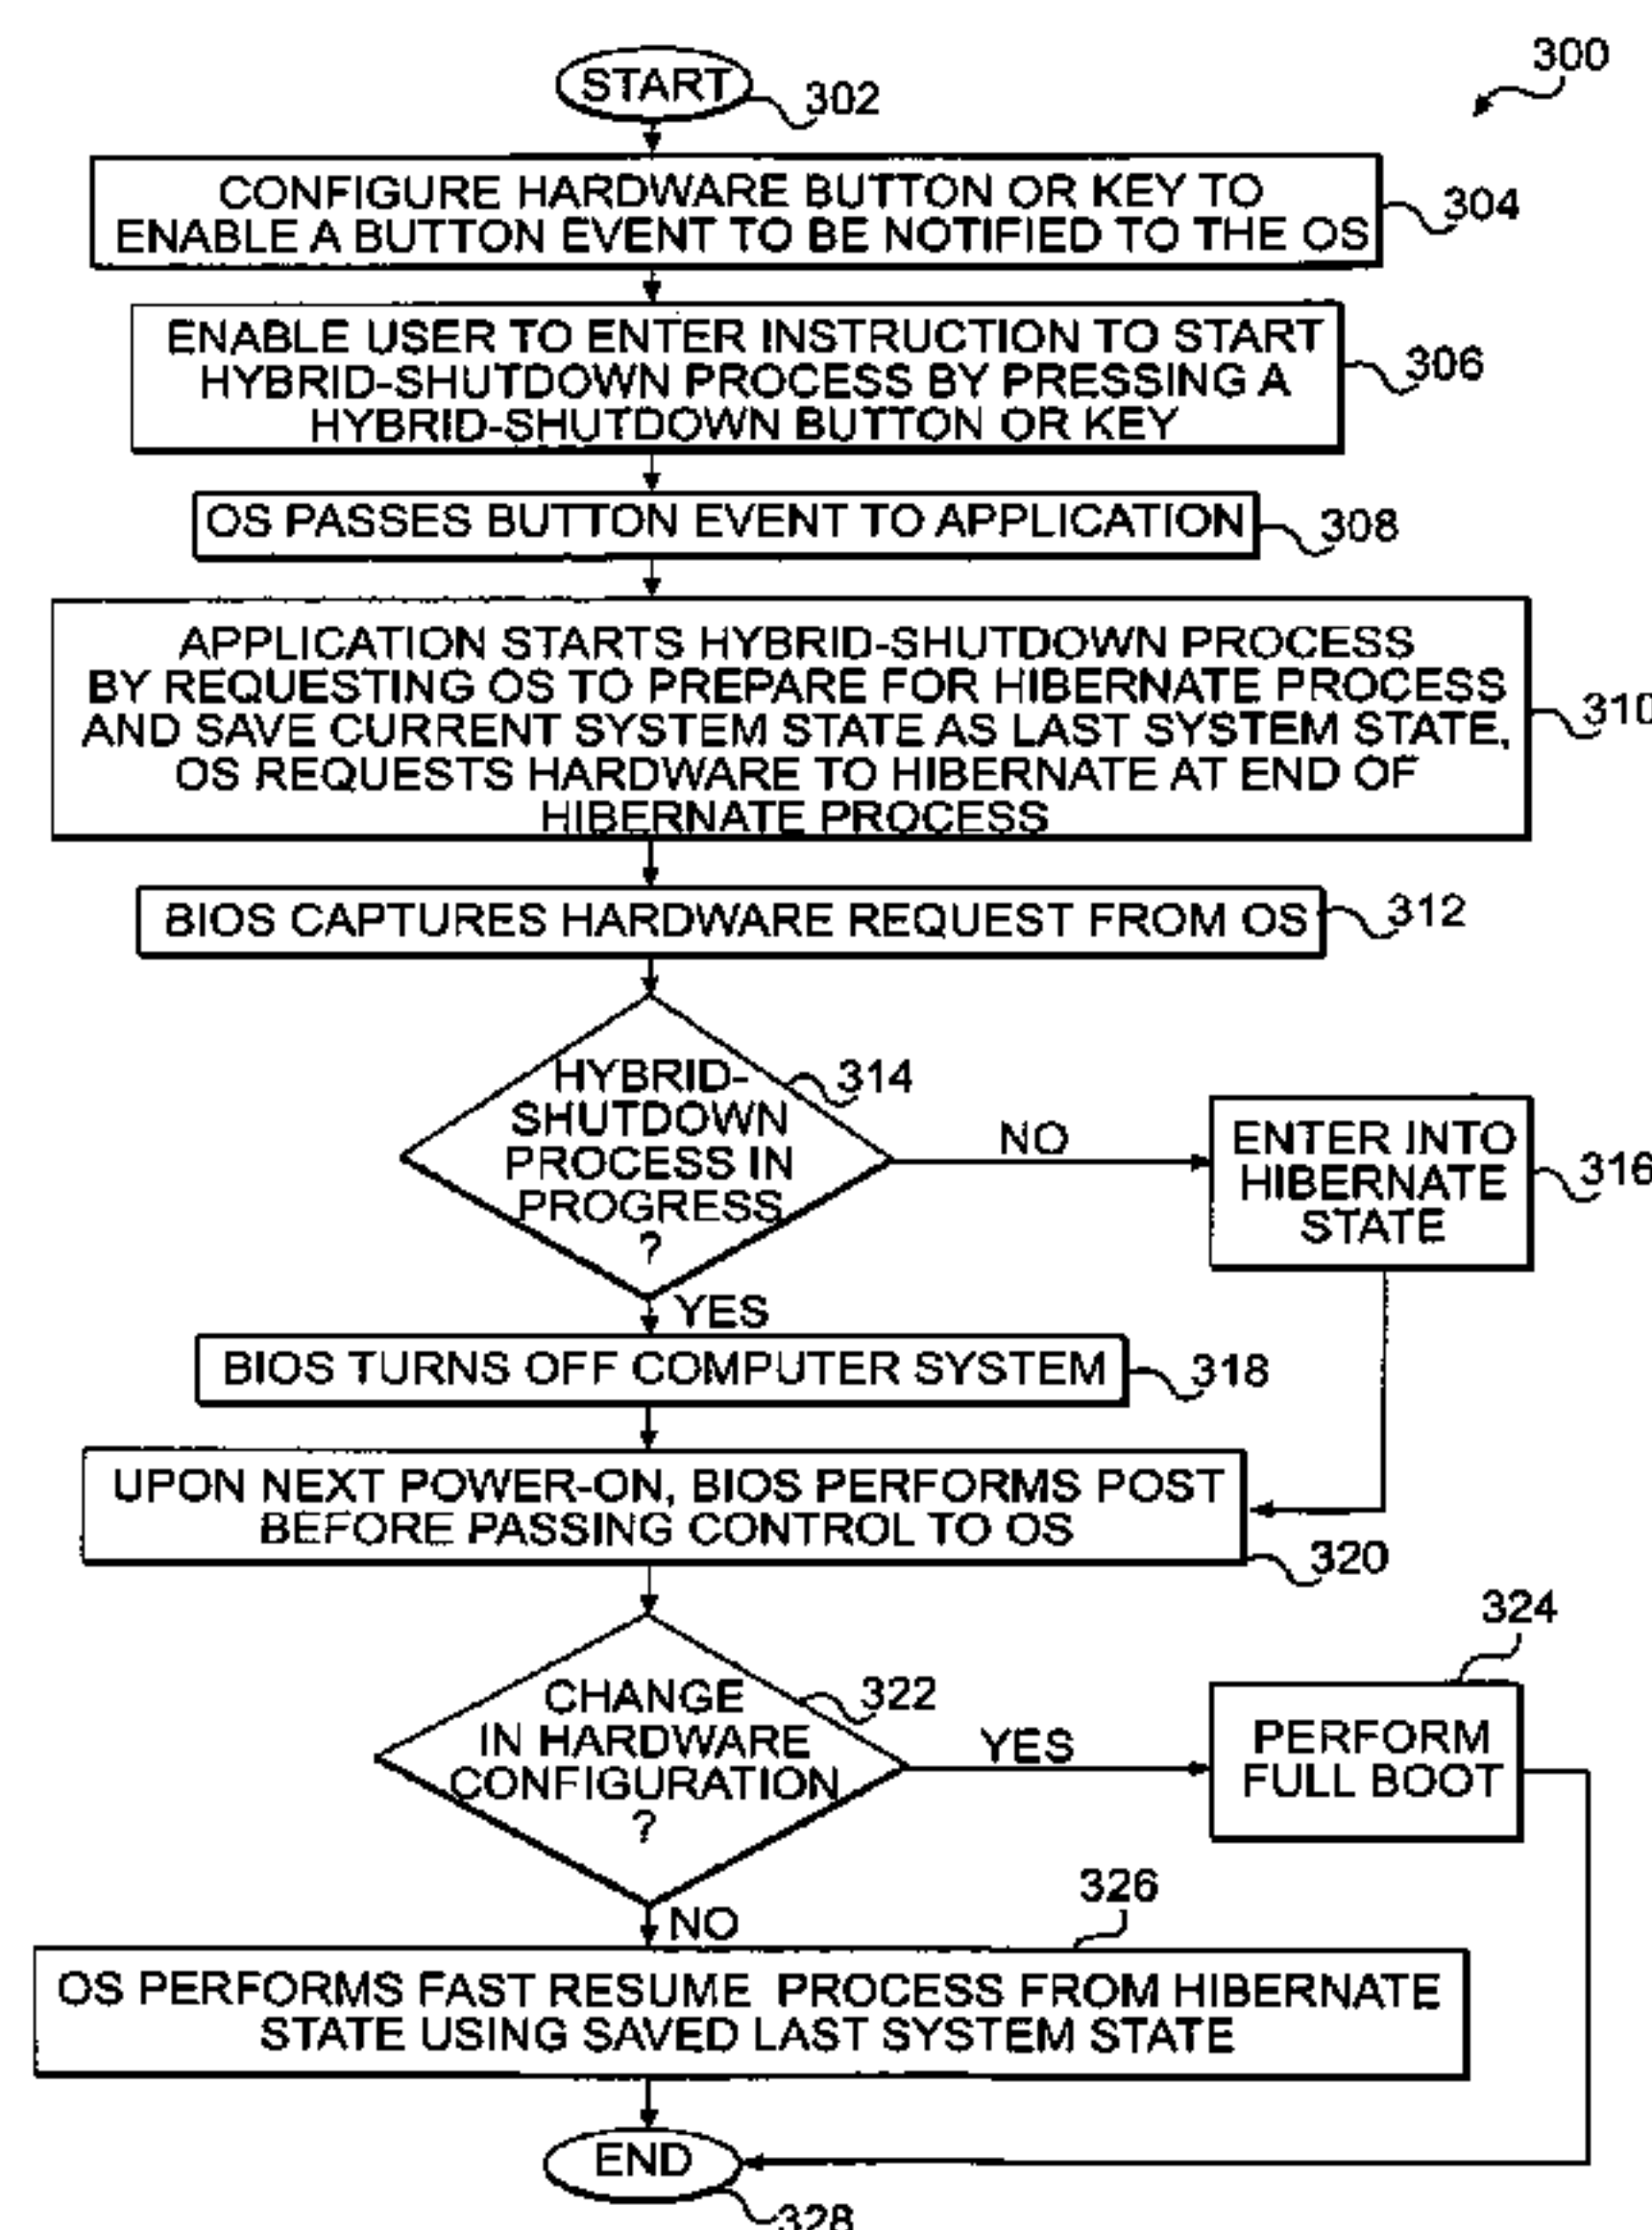 300
START
302
CONFIGURE HARDWARE BUTTON OR KEY TO
ENABLE A BUTTON EVENT TO BE NOTIFIED TO THE OS
304
ENABLE USER TO ENTER INSTRUCTION TO START
HYBRID-SHUTDOWN PROCESS BY PRESSING A
HYBRID-SHUTDOWN BUTTON OR KEY
306
OS PASSES BUTTON EVENT TO APPLICATION
308
APPLICATION STARTS HYBRID-SHUTDOWN PROCESS
BY REQUESTING OS TO PREPARE FOR HIBERNATE PROCESS
AND SAVE CURRENT SYSTEM STATE AS LAST SYSTEM STATE,
OS REQUESTS HARDWARE TO HIBERNATE AT END OF
HIBERNATE PROCESS
310
BIOS CAPTURES HARDWARE REQUEST FROM OS
312
HYBRID-
SHUTDOWN
PROCESS IN
PROGRESS
?
314
NO
ENTER INTO
HIBERNATE
STATE
316
YES
BIOS TURNS OFF COMPUTER SYSTEM
318
UPON NEXT POWER-ON, BIOS PERFORMS POST
BEFORE PASSING CONTROL TO OS
320
CHANGE
IN HARDWARE
CONFIGURATION
?
322
YES
324
PERFORM
FULL BOOT
NO
326
OS PERFORMS FAST RESUME PROCESS FROM HIBERNATE
STATE USING SAVED LAST SYSTEM STATE
END
328